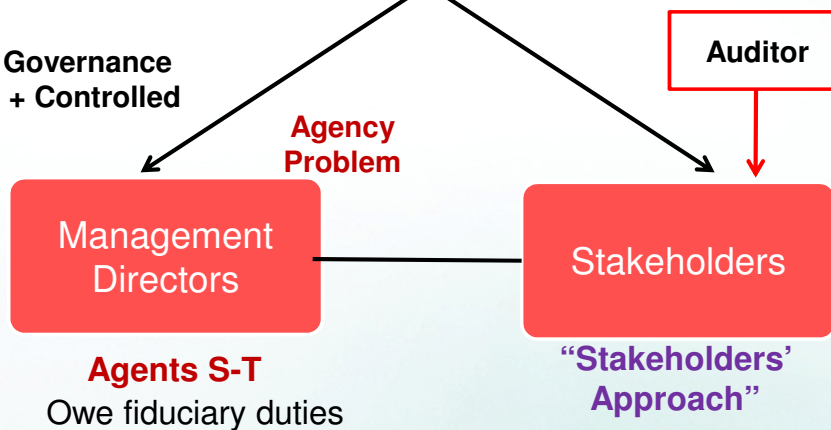 Governance
+ Controlled
Auditor
Agency
Problem
Management
Directors
Stakeholders
Agents S-T
Owe fiduciary duties
“Stakeholders’
Approach”